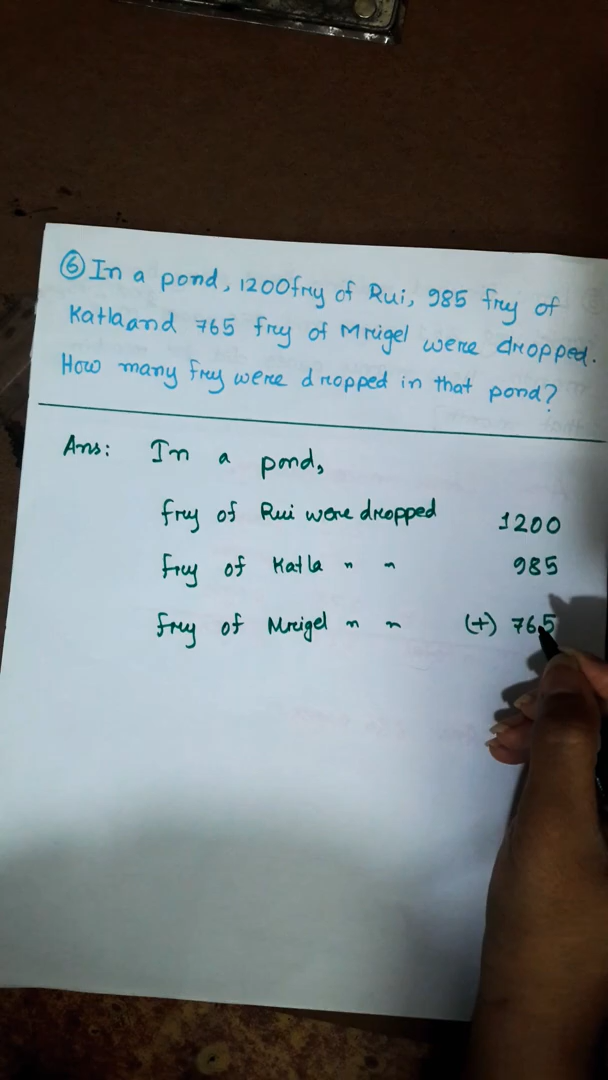 ⑥ In a pond, 1200 fry of Rui, 985 fry of
Katla and 765 fry of Mrigel were dropped.
How many fry were dropped in that pond?
Ans: In a pond,
fry of Rui were dropped 1200
fry of Katla " " 985
fry of Mrigel " " (+) 765